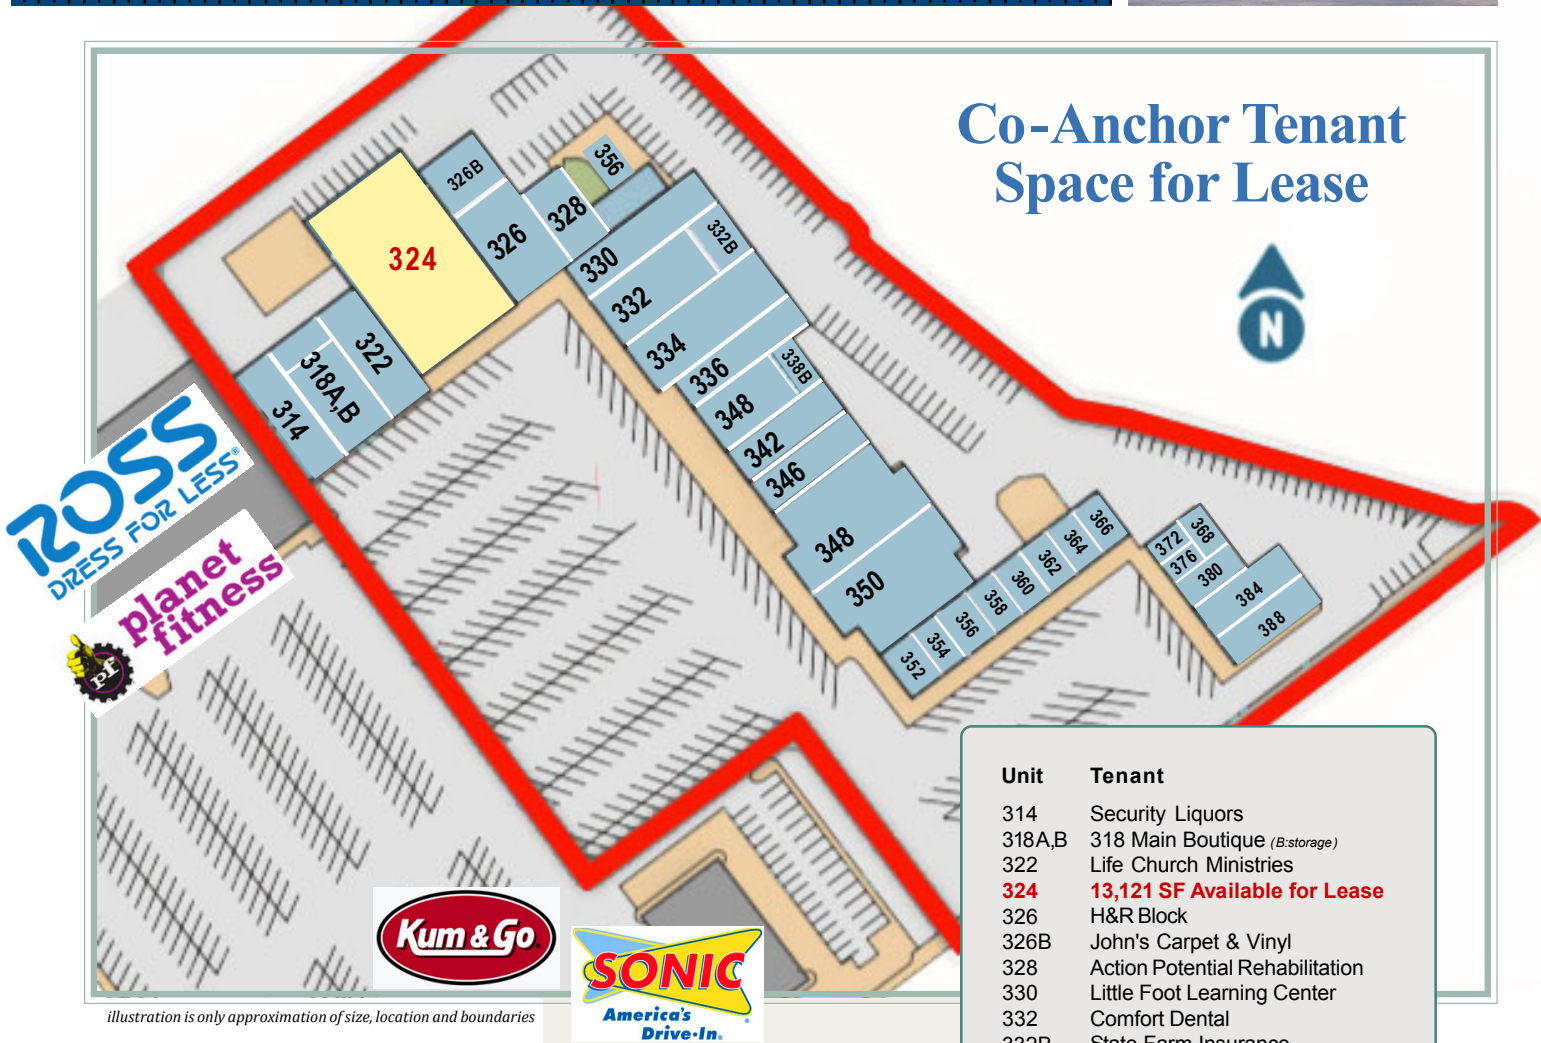 Co-Anchor Tenant
Space for Lease
N
326B
356
328
326
324
330
332B
332
334
336
338B
348
342
346
348
350
322
318A,B
314
352
354
356
358
360
362
364
366
372
368
376
380
384
388
ROSS
DRESS FOR LESS®
planet
fitness
pf
Kum & Go®
SONIC
America's
Drive-In®
Unit Tenant
314 Security Liquors
318A,B 318 Main Boutique (B:storage)
322 Life Church Ministries
324 13,121 SF Available for Lease
326 H&R Block
326B John's Carpet & Vinyl
328 Action Potential Rehabilitation
330 Little Foot Learning Center
332 Comfort Dental
332B State Farm Insurance
illustration is only approximation of size, location and boundaries